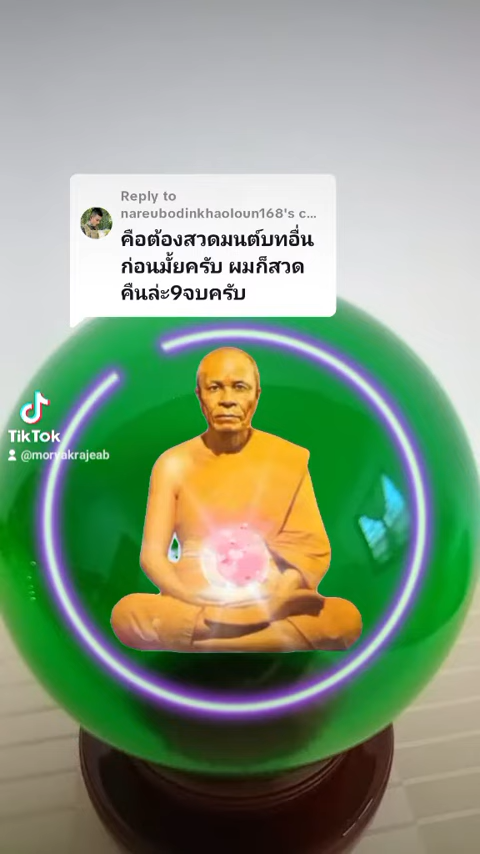 Reply to
nareubodinkhaoloun168's c...
คือต้องสวดมนต์บทอื่น
ก่อนมั้ยครับ ผมก็สวด
คืนล่ะ9จบครับ
TikTok
@moryakrajeab